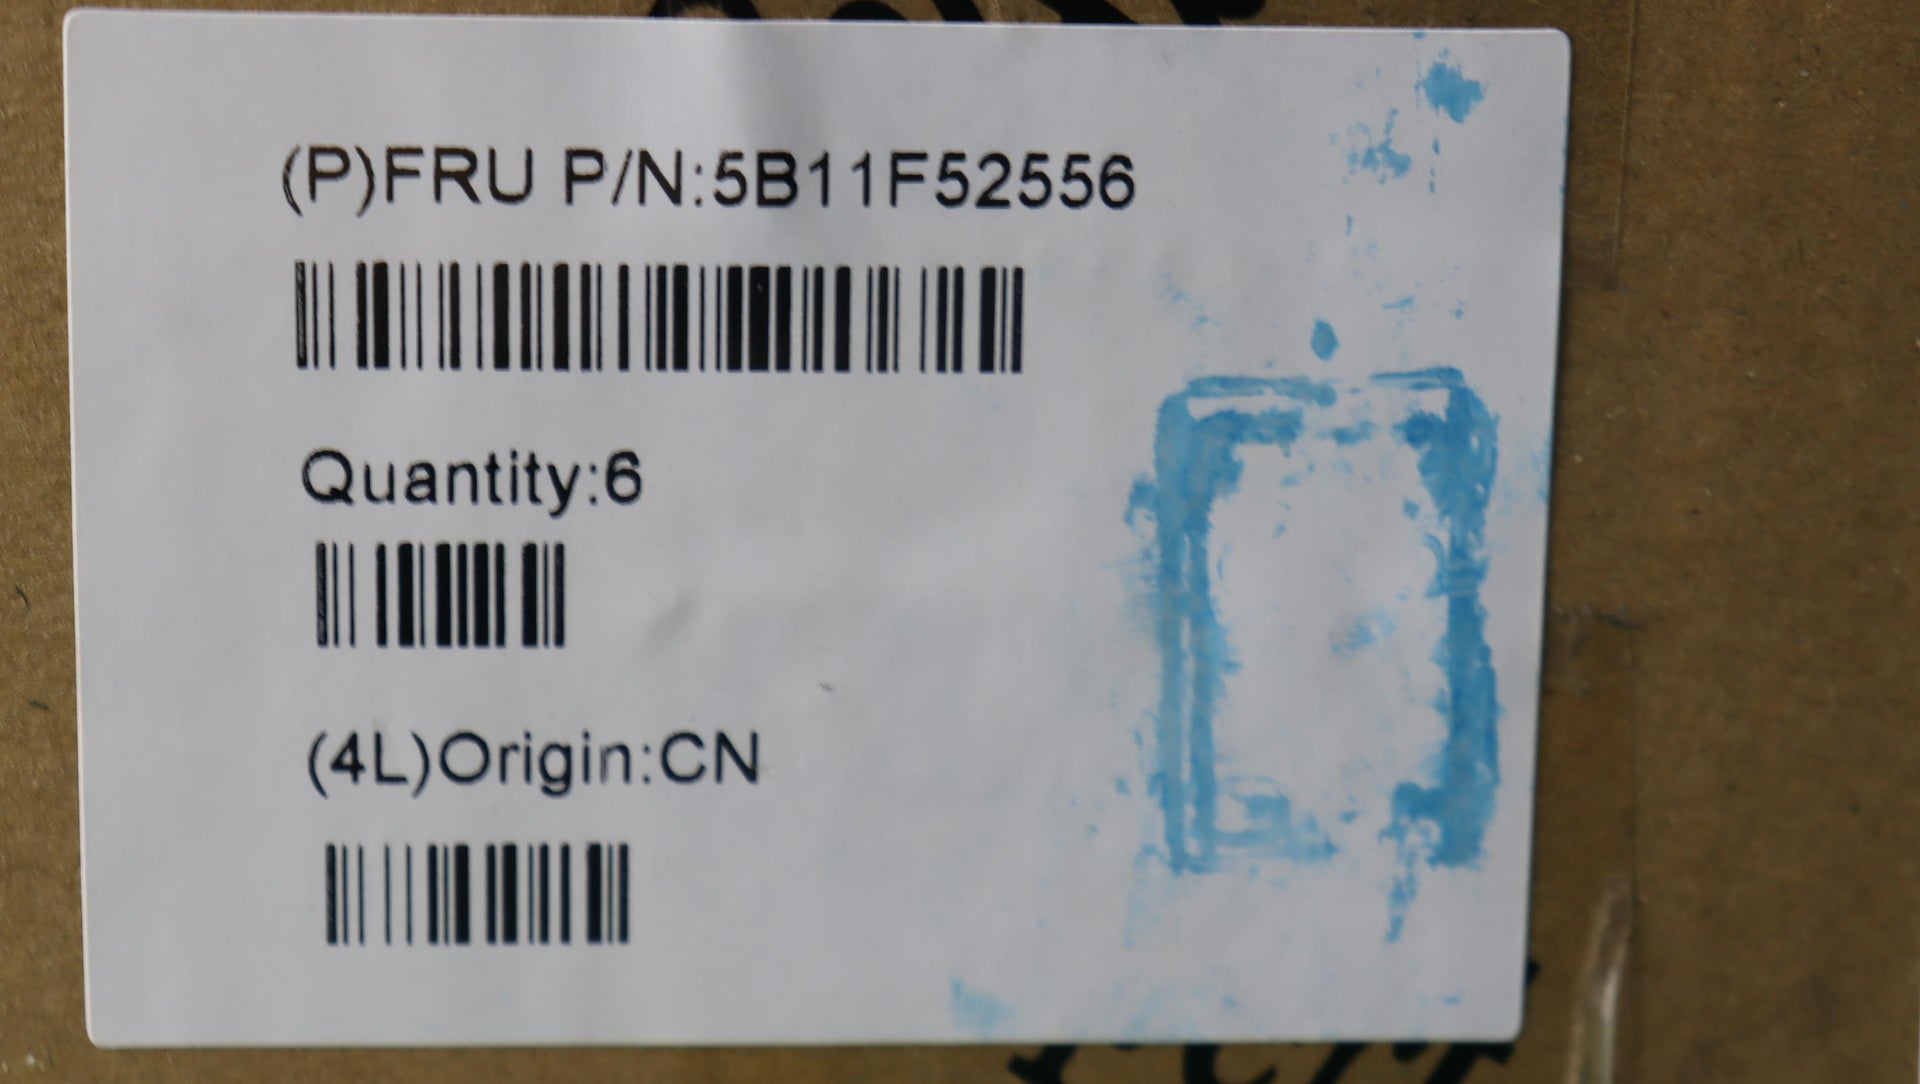 (P)FRU P/N:5B11F52556
Quantity:6
(4L)Origin:CN